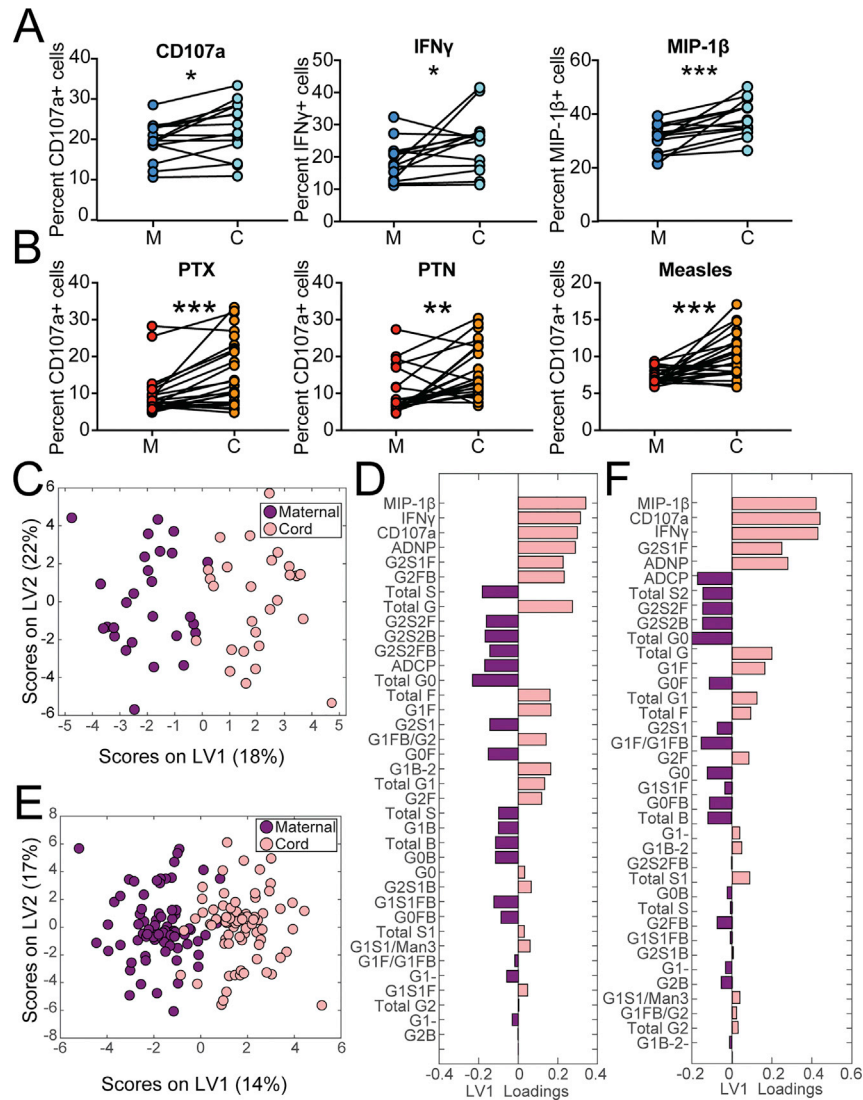 A
CD107a
IFNγ
MIP-1β
*
*
***
Percent CD107a+ cells
Percent IFNγ+ cells
Percent MIP-1β+ cells
40
30
20
10
0
50
40
30
20
10
0
60
40
20
0
M
C
M
C
M
C
B
PTX
PTN
Measles
***
**
***
Percent CD107a+ cells
Percent CD107a+ cells
Percent CD107a+ cells
40
30
20
10
0
40
30
20
10
0
20
15
10
5
0
M
C
M
C
M
C
C
Maternal
Cord
Scores on LV2 (22%)
6
4
2
0
-2
-4
-6
-5
-4
-3
-2
-1
0
1
2
3
4
5
Scores on LV1 (18%)
D
MIP-1β
IFNγ
CD107a
ADNP
G2S1F
G2FB
Total S
Total G
G2S2F
G2S2B
G2S2FB
ADCP
Total G0
Total F
G1F
G2S1
G1FB/G2
G0F
G1B-2
Total G1
G2F
Total S
G1B
Total B
G0B
G0
G2S1B
G1S1FB
G0FB
Total S1
G1S1/Man3
G1F/G1FB
G1-
G1S1F
Total G2
G1-
G2B
-0.4
-0.2
0
0.2
0.4
LV1 Loadings
E
Maternal
Cord
Scores on LV2 (17%)
8
6
4
2
0
-2
-4
-6
-8
-6
-4
-2
0
2
4
6
Scores on LV1 (14%)
F
MIP-1β
CD107a
IFNγ
G2S1F
ADNP
ADCP
Total S2
G2S2F
G2S2B
Total G0
Total G
G1F
G0F
Total G1
Total F
G2S1
G1F/G1FB
G2F
G0
G1S1F
G0FB
Total B
G1-
G1B-2
G2S2FB
Total S1
G0B
Total S
G2FB
G1S1FB
G2S1B
G1-
G2B
G1S1/Man3
G1FB/G2
Total G2
G1B-2
-0.4
-0.2
0
0.2
0.4
0.6
LV1 Loadings